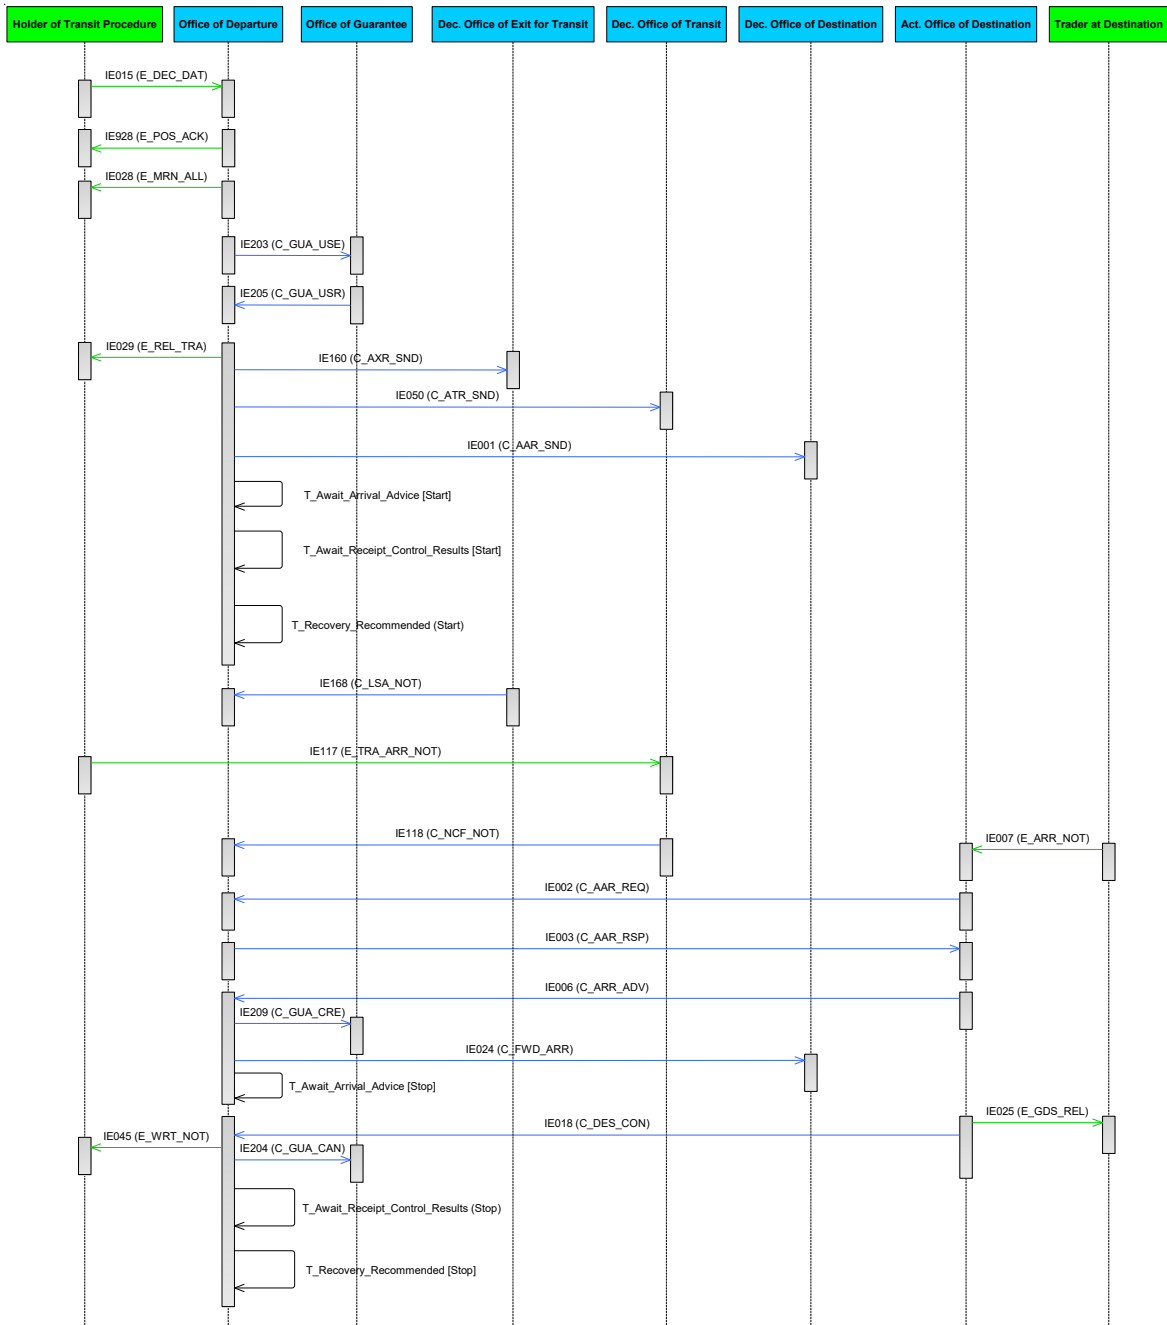 Holder of Transit Procedure
Office of Departure
Office of Guarantee
Dec. Office of Exit for Transit
Dec. Office of Transit
Dec. Office of Destination
Act. Office of Destination
Trader at Destination
IE015 (E_DEC_DAT)
IE928 (E_POS_ACK)
IE028 (E_MRN_ALL)
IE203 (C_GUA_USE)
IE205 (C_GUA_USR)
IE029 (E_REL_TRA)
IE160 (C_AXR_SND)
IE050 (C_ATR_SND)
IE001 (C_AAR_SND)
T_Await_Arrival_Advice [Start]
T_Await_Receipt_Control_Results [Start]
T_Recovery_Recommended (Start)
IE168 (C_LSA_NOT)
IE117 (E_TRA_ARR_NOT)
IE118 (C_NCF_NOT)
IE007 (E_ARR_NOT)
IE002 (C_AAR_REQ)
IE003 (C_AAR_RSP)
IE006 (C_ARR_ADV)
IE209 (C_GUA_CRE)
IE024 (C_FWD_ARR)
T_Await_Arrival_Advice [Stop]
IE025 (E_GDS_REL)
IE018 (C_DES_CON)
IE045 (E_WRT_NOT)
IE204 (C_GUA_CAN)
T_Await_Receipt_Control_Results (Stop)
T_Recovery_Recommended [Stop]